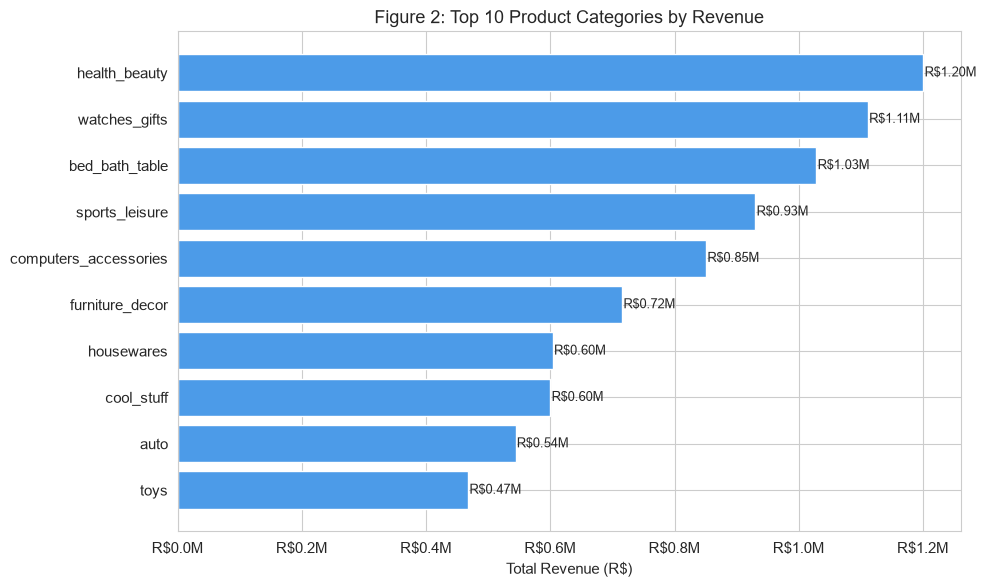 Figure 2: Top 10 Product Categories by Revenue
health_beauty R$1.20M
watches_gifts R$1.11M
bed_bath_table R$1.03M
sports_leisure R$0.93M
computers_accessories R$0.85M
furniture_decor R$0.72M
housewares R$0.60M
cool_stuff R$0.60M
auto R$0.54M
toys R$0.47M
R$0.0M R$0.2M R$0.4M R$0.6M R$0.8M R$1.0M R$1.2M
Total Revenue (R$)